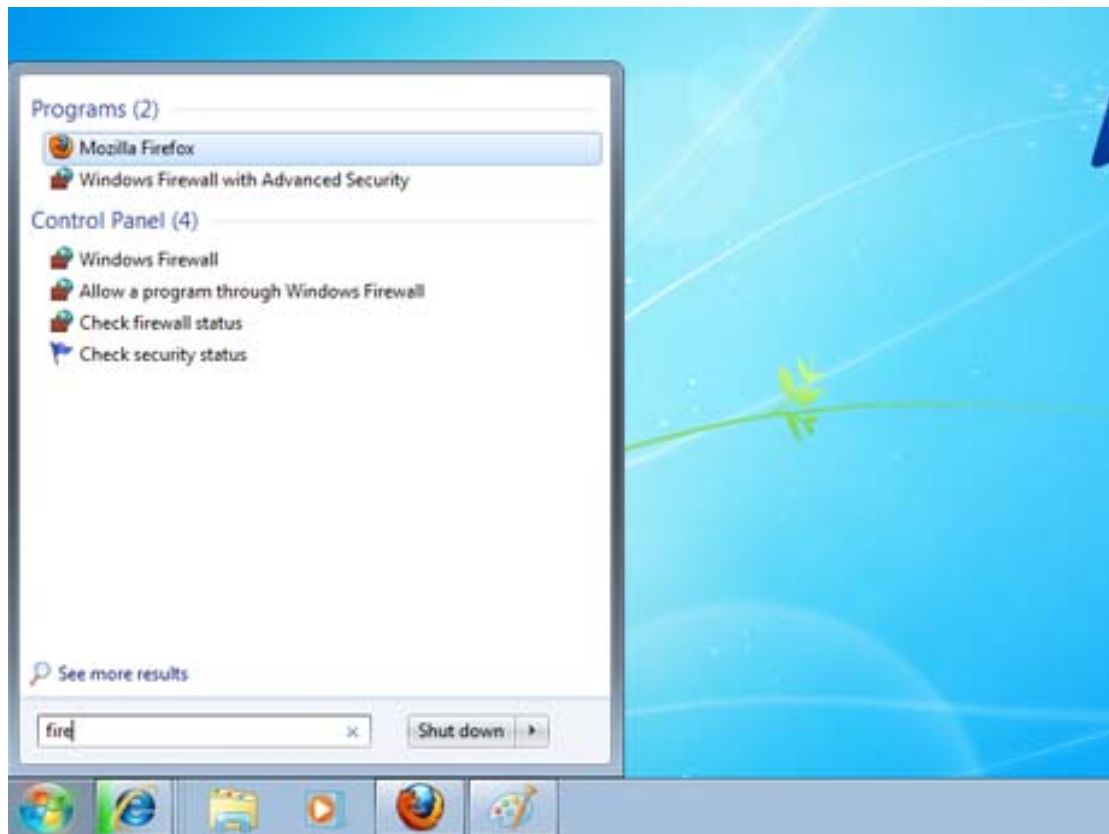 Programs (2)
Mozilla Firefox
Windows Firewall with Advanced Security
Control Panel (4)
Windows Firewall
Allow a program through Windows Firewall
Check firewall status
Check security status
See more results
fire
Shut down